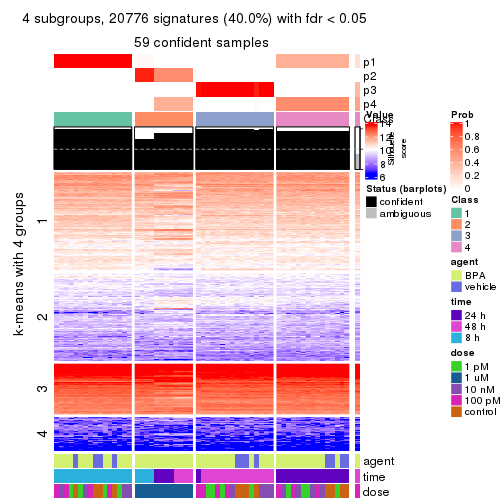 4 subgroups, 20776 signatures (40.0%) with fdr < 0.05
59 confident samples
p1
p2
p3
p4
Class
Silhouette
score
k-means with 4 groups
1
2
3
4
agent
time
dose
Value
14
12
10
8
6
Status (barplots)
confident
ambiguous
Prob
1
0.8
0.6
0.4
0.2
0
Class
1
2
3
4
agent
BPA
vehicle
time
24 h
48 h
8 h
dose
1 pM
1 uM
10 nM
100 pM
control